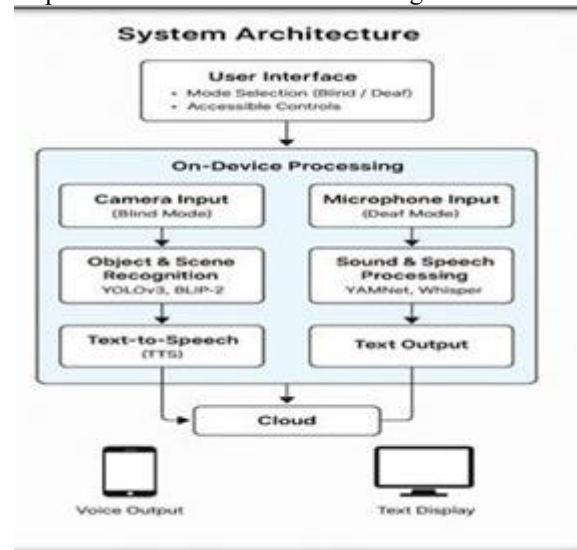 System Architecture
User Interface
• Mode Selection (Blind / Deaf)
• Accessible Controls
On-Device Processing
Camera Input
(Blind Mode)
Object & Scene
Recognition
YOLOv3, BLIP-2
Text-to-Speech
(TTS)
Microphone Input
(Deaf Mode)
Sound & Speech
Processing
YAMNet, Whisper
Text Output
Cloud
Voice Output
Text Display